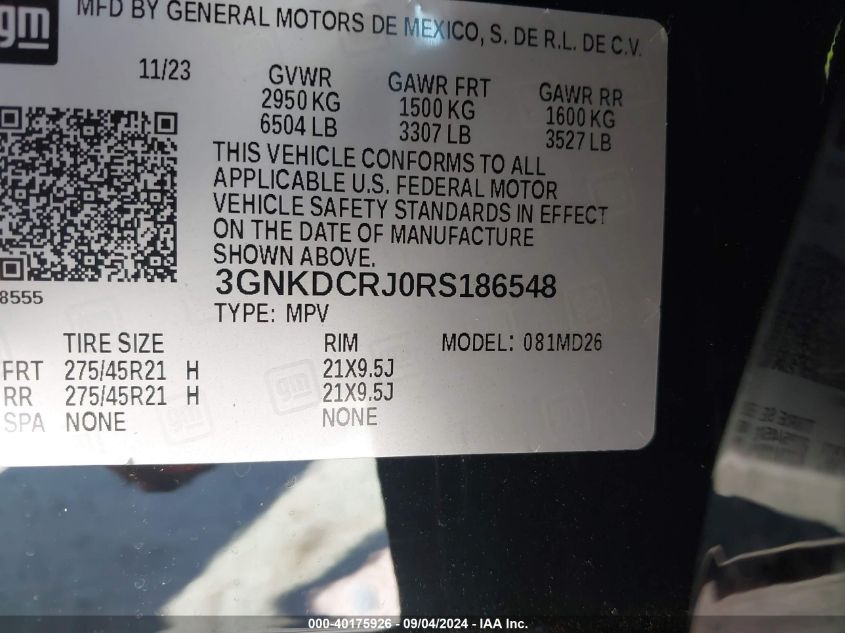 gm
MFD BY GENERAL MOTORS DE MEXICO, S. DE R.L. DE C.V.
11/23
GVWR
2950 KG
6504 LB
GAWR FRT
1500 KG
3307 LB
GAWR RR
1600 KG
3527 LB
THIS VEHICLE CONFORMS TO ALL
APPLICABLE U.S. FEDERAL MOTOR
VEHICLE SAFETY STANDARDS IN EFFECT
ON THE DATE OF MANUFACTURE
SHOWN ABOVE.
8555
3GNKDCRJ0RS186548
TYPE: MPV
TIRE SIZE RIM MODEL: 081MD26
FRT 275/45R21 H 21X9.5J
RR 275/45R21 H 21X9.5J
SPA NONE NONE
gm
000-40175926 - 09/04/2024 - IAA Inc.